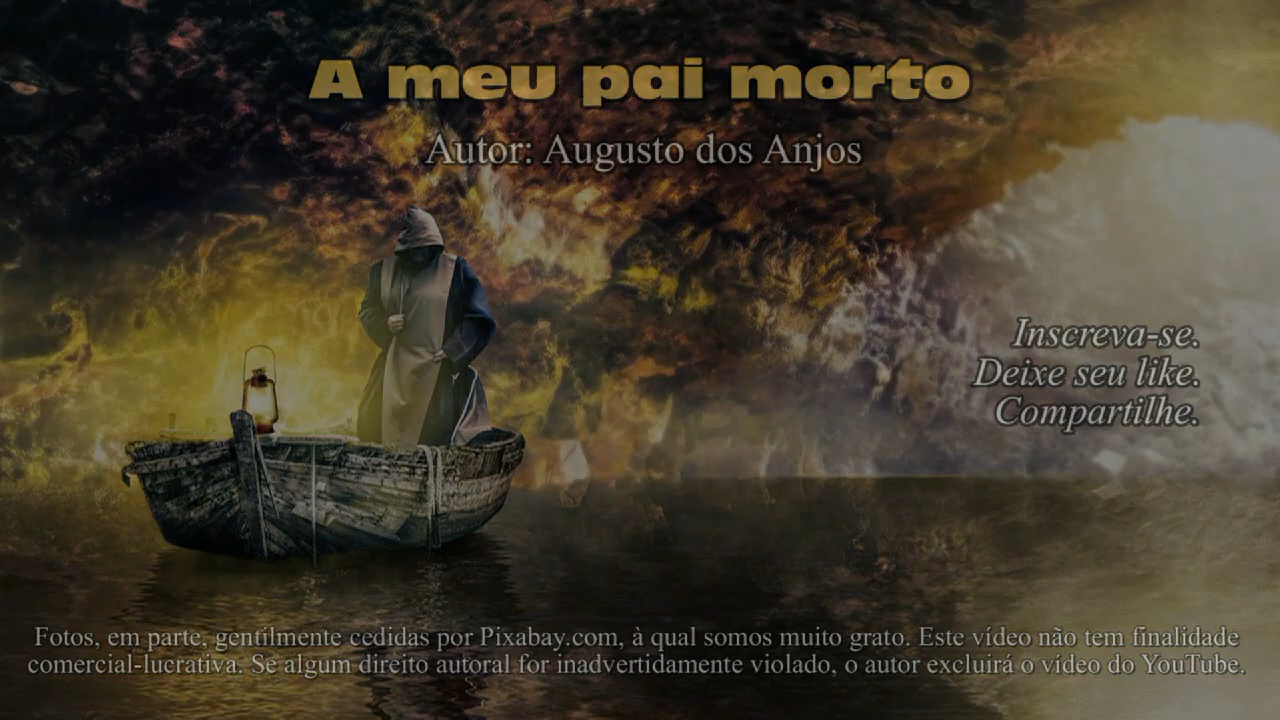 A meu pai morto
Autor: Augusto dos Anjos
Inscreva-se.
Deixe seu like.
Compartilhe.
Fotos, em parte, gentilmente cedidas por Pixabay.com, à qual somos muito grato. Este vídeo não tem finalidade
comercial-lucrativa. Se algum direito autoral for inadvertidamente violado, o autor excluirá o vídeo do YouTube.